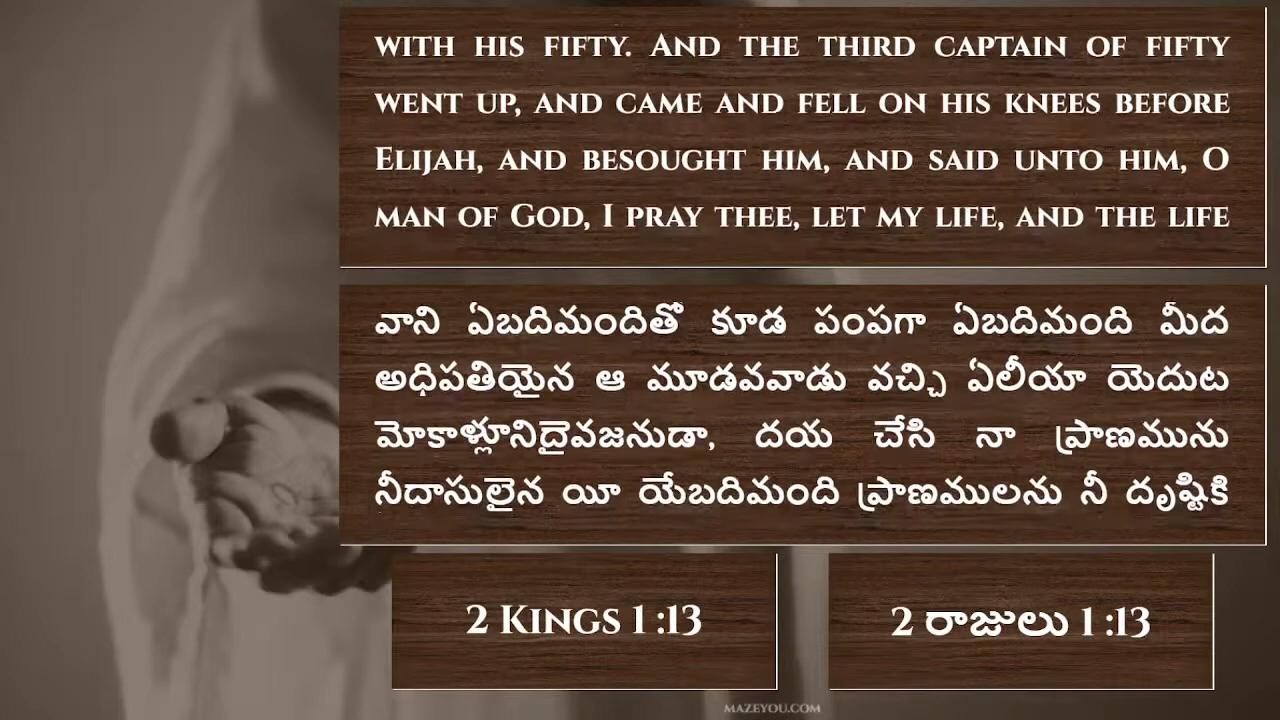 with his fifty. And the third captain of fifty
went up, and came and fell on his knees before
Elijah, and besought him, and said unto him, O
man of God, I pray thee, let my life, and the life
వాని ఏబదిమందితో కూడ పంపగా ఏబదిమంది మీద
అధిపతియైన ఆ మూడవవాడు వచ్చి ఏలీయా యెదుట
మోకాళ్లూనిదైవజనుడా, దయ చేసి నా ప్రాణమును
నీదాసులైన యీ యేబదిమంది ప్రాణములను నీ దృష్టికి
2 Kings 1 :13
2 రాజులు 1 :13
mazeyou.com